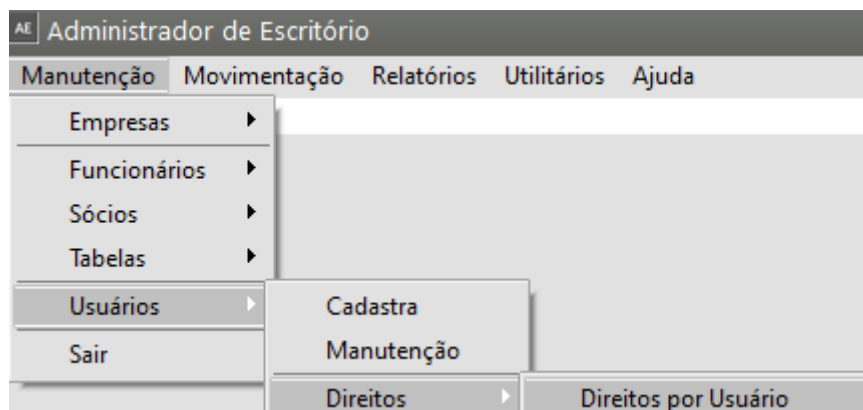 AE Administrador de Escritório
Manutenção Movimentação Relatórios Utilitários Ajuda
Empresas
Funcionários
Sócios
Tabelas
Usuários
Sair
Cadastra
Manutenção
Direitos
Direitos por Usuário